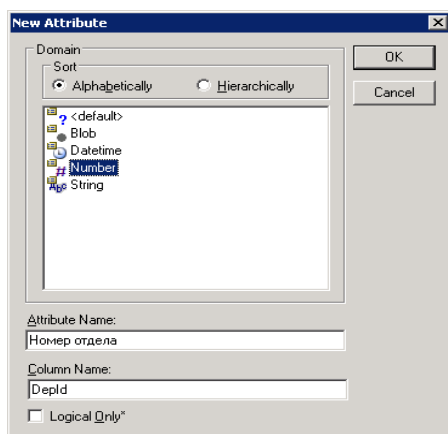 New Attribute
Domain
Sort
Alphabetically
Hierarchically
OK
Cancel
<default>
Blob
Datetime
Number
String
Attribute Name:
Номер отдела
Column Name:
DepId
Logical Only*